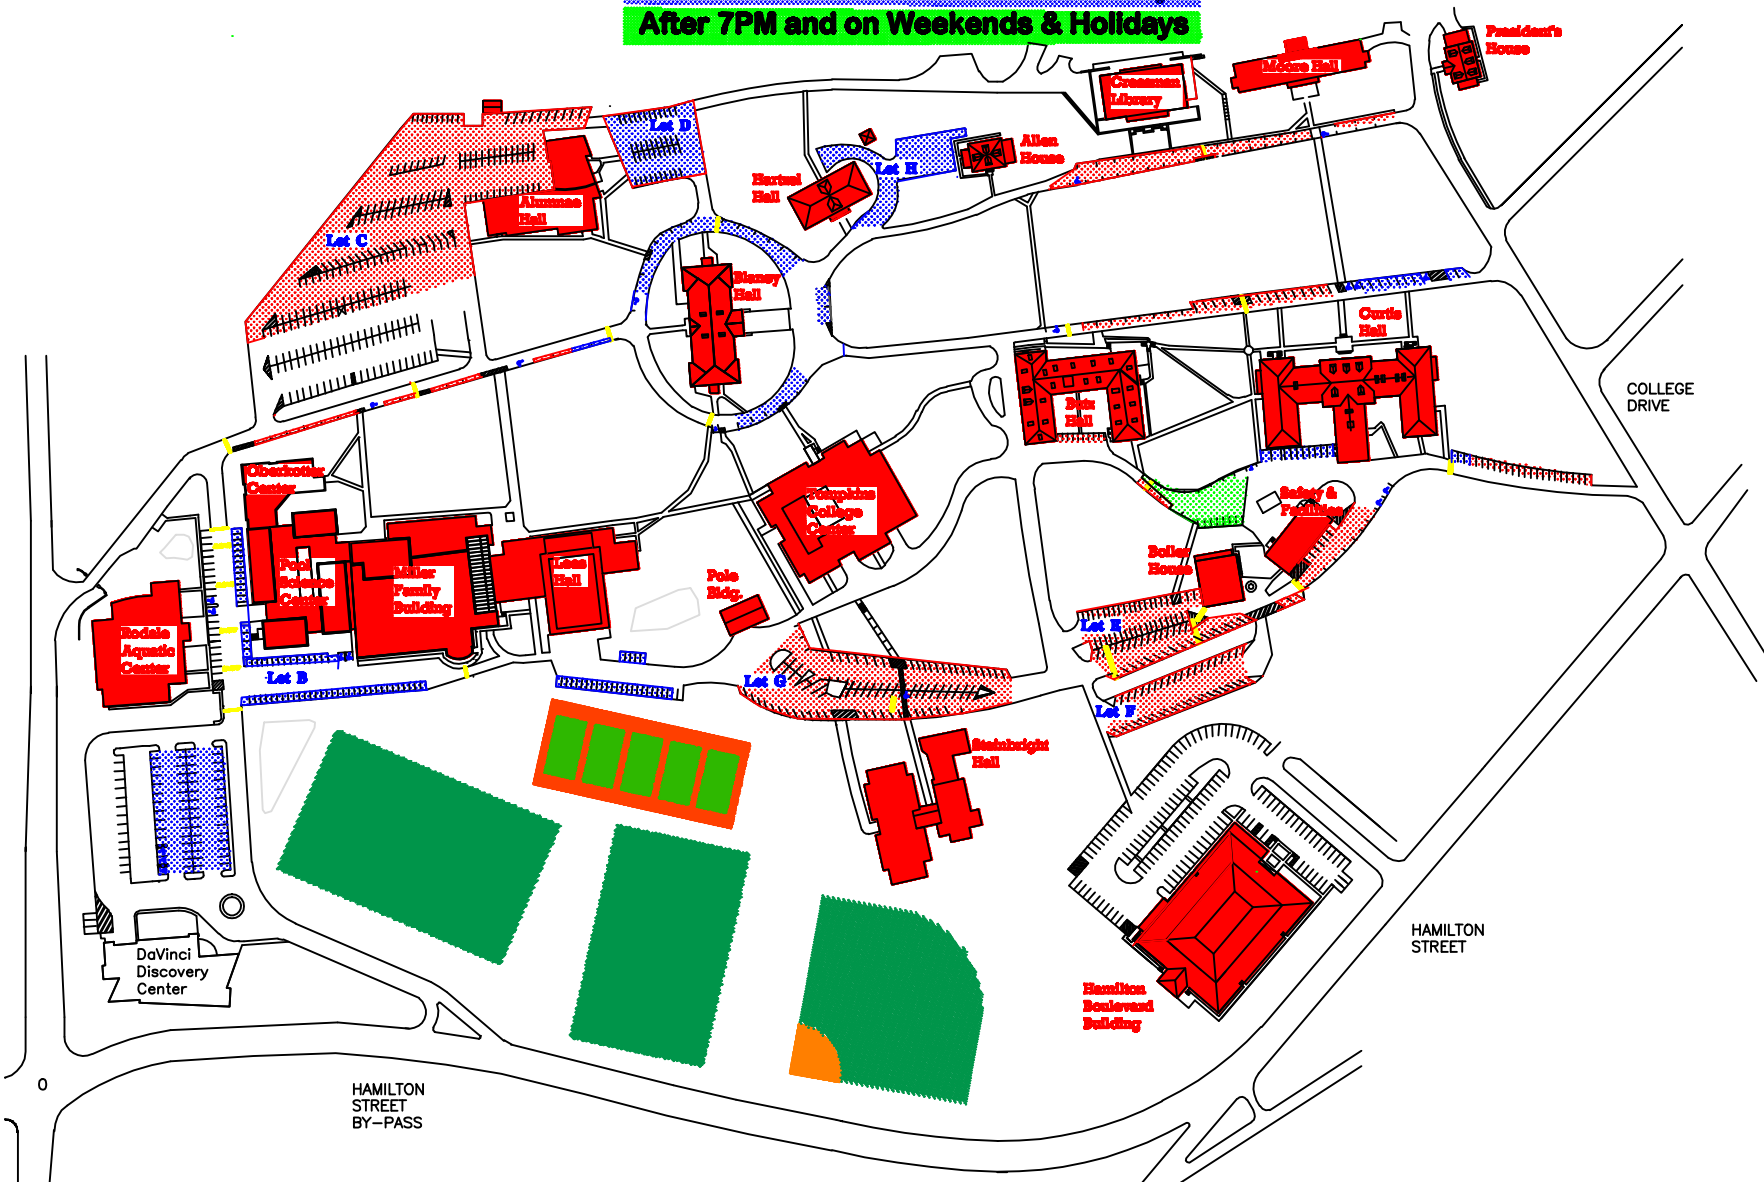 After 7PM and on Weekends & Holidays
President's
House
Moore Hall
Cressman
Library
Lot D
Allen
House
Lot H
Hartzel
Hall
Alumnae
Hall
Lot C
Blaney
Hall
Curtis
Hall
COLLEGE
DRIVE
Butz
Hall
Oberkotter
Center
Tompkins
College
Center
Safety &
Facilities
Boiler
House
Pool
Science
Center
Miller
Family
Building
Lees
Hall
Pole
Bldg.
Rodale
Aquatic
Center
Lot E
Lot B
Lot G
Lot F
Steinbright
Hall
HAMILTON
STREET
DaVinci
Discovery
Center
Hamilton
Boulevard
Building
O
HAMILTON
STREET
BY-PASS